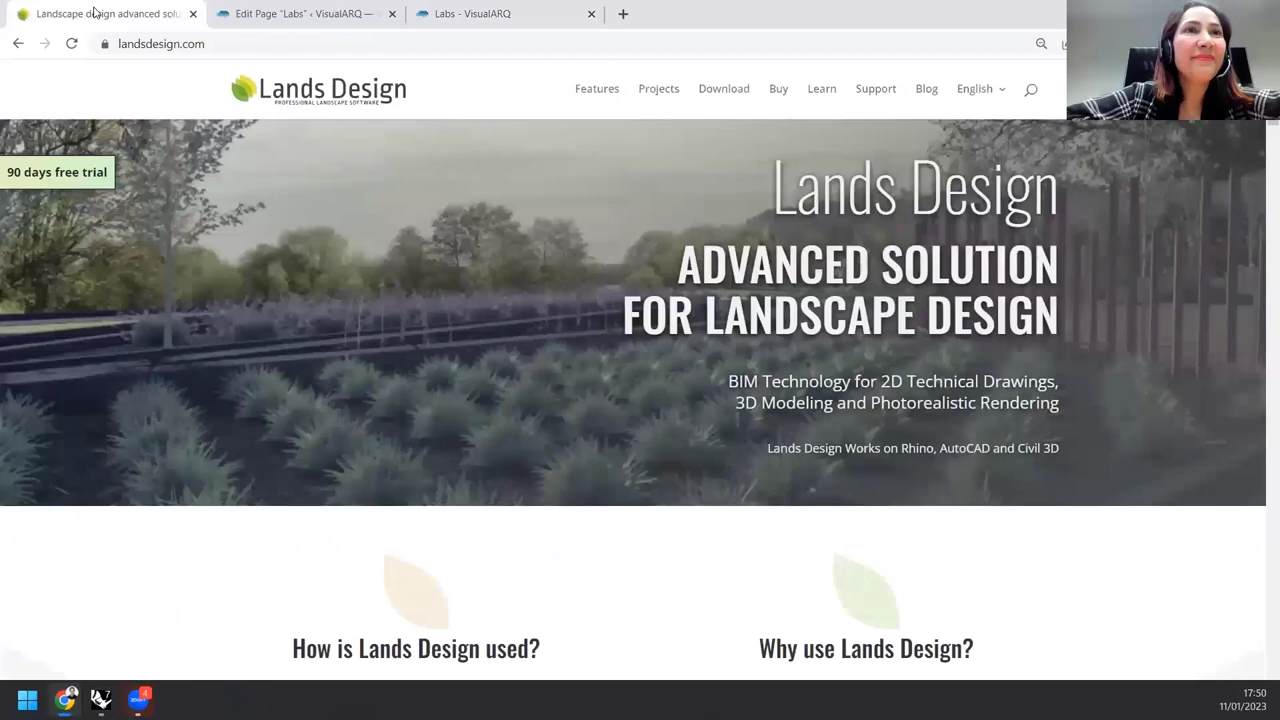 Landscape design advanced solu
Edit Page "Labs" ‹ VisualARQ —
Labs - VisualARQ
landsdesign.com
Lands Design
PROFESSIONAL LANDSCAPE SOFTWARE
Features
Projects
Download
Buy
Learn
Support
Blog
English
90 days free trial
Lands Design
ADVANCED SOLUTION
FOR LANDSCAPE DESIGN
BIM Technology for 2D Technical Drawings,
3D Modeling and Photorealistic Rendering
Lands Design Works on Rhino, AutoCAD and Civil 3D
How is Lands Design used?
Why use Lands Design?
7
zoom
4
17:50
11/01/2023